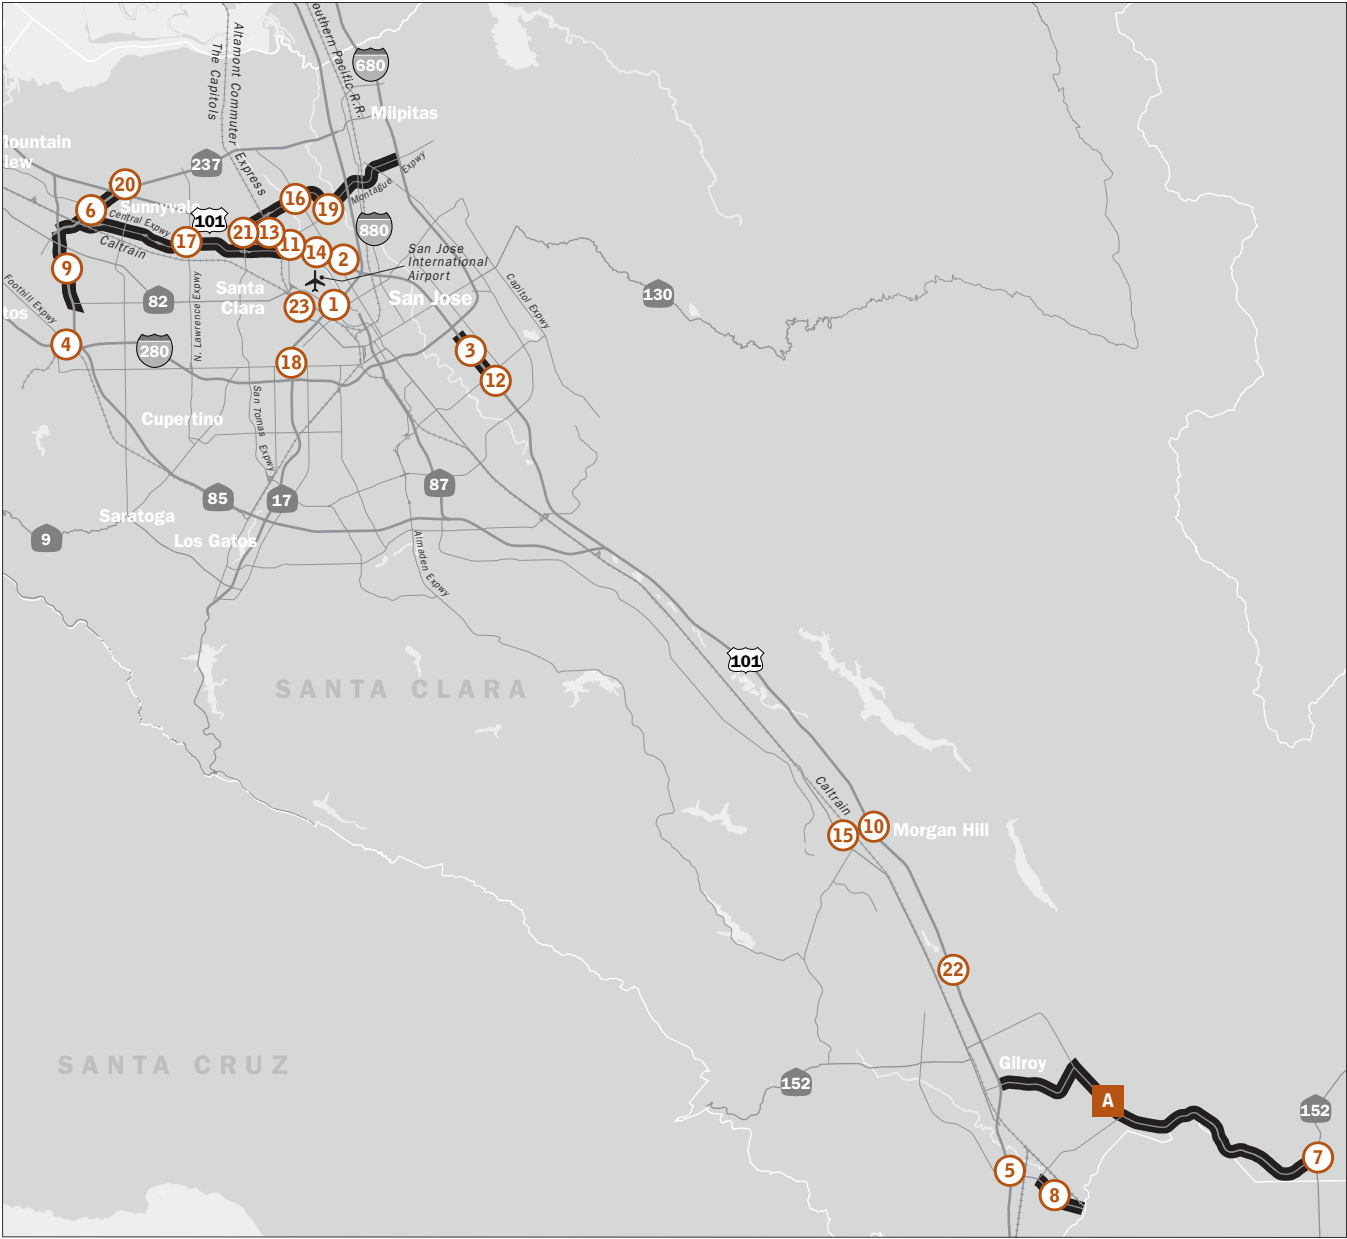 Southern Pacific R.R.
Altamont Commuter Express
The Capitols
680
Milpitas
Mountain
View
237
20
Expwy
Montague
16
19
6
Sunnyvale
101
Central Expwy
21
13
880
17
11
14
2
Caltrain
San Jose
International
Airport
9
Foothill Expwy
82
N. Lawrence Expwy
Santa
Clara
23
1
San Jose
Capitol Expwy
130
tos
4
280
18
3
12
San Tomas Expwy
Cupertino
85
17
87
Saratoga
9
Los Gatos
Almaden Expwy
101
SANTA CLARA
Caltrain
15
10
Morgan Hill
22
SANTA CRUZ
Gilroy
152
A
152
7
5
8